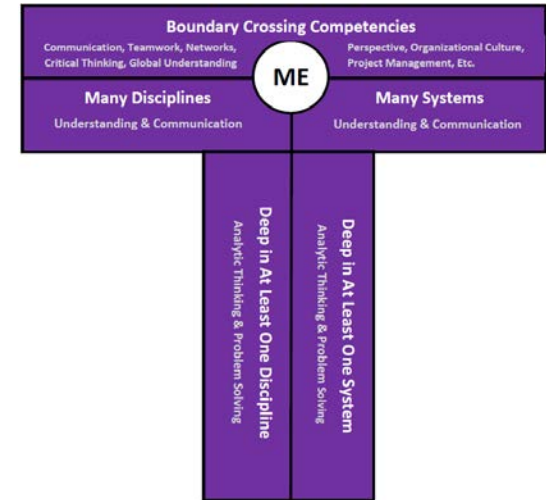 Boundary Crossing Competencies
Communication, Teamwork, Networks,
Critical Thinking, Global Understanding
Perspective, Organizational Culture,
Project Management, Etc.
ME
Many Disciplines
Understanding & Communication
Many Systems
Understanding & Communication
Deep in At Least One Discipline
Analytic Thinking & Problem Solving
Deep in At Least One System
Analytic Thinking & Problem Solving